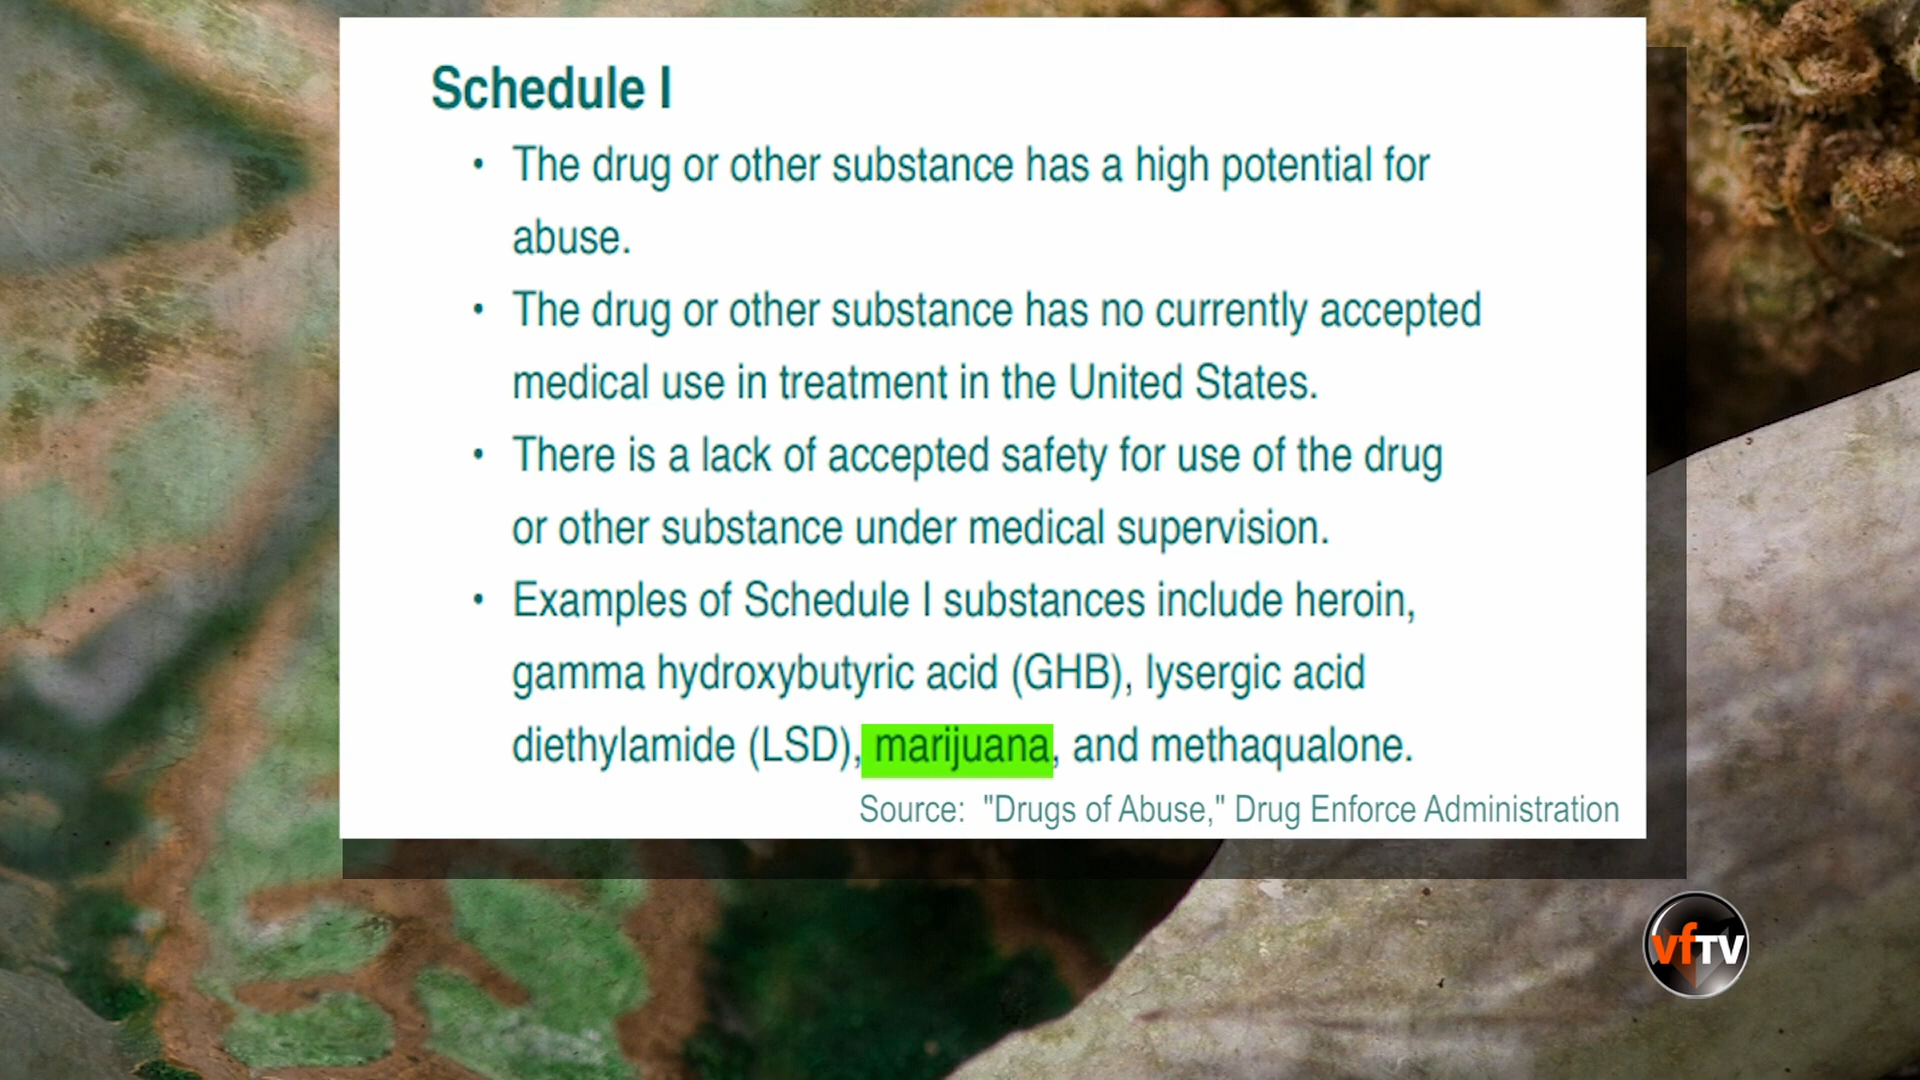 Schedule I
• The drug or other substance has a high potential for
abuse.
• The drug or other substance has no currently accepted
medical use in treatment in the United States.
• There is a lack of accepted safety for use of the drug
or other substance under medical supervision.
• Examples of Schedule I substances include heroin,
gamma hydroxybutyric acid (GHB), lysergic acid
diethylamide (LSD), marijuana, and methaqualone.
Source: "Drugs of Abuse," Drug Enforce Administration
vfTV